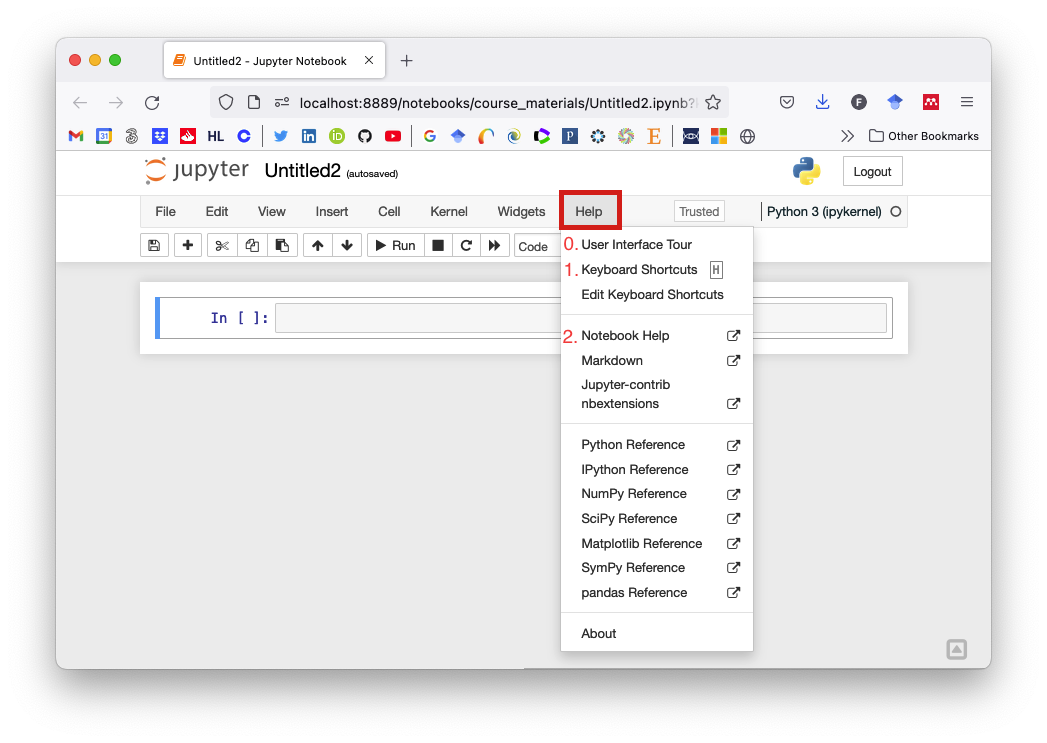 Untitled2 - Jupyter Notebook
localhost:8889/notebooks/course_materials/Untitled2.ipynb?
F
31 HL Other Bookmarks
jupyter Untitled2 (autosaved) Logout
File Edit View Insert Cell Kernel Widgets Help Trusted Python 3 (ipykernel)
Run Code
0. User Interface Tour
1. Keyboard Shortcuts H
Edit Keyboard Shortcuts
In [ ]:
2. Notebook Help
Markdown
Jupyter-contrib
nbextensions
Python Reference
IPython Reference
NumPy Reference
SciPy Reference
Matplotlib Reference
SymPy Reference
pandas Reference
About